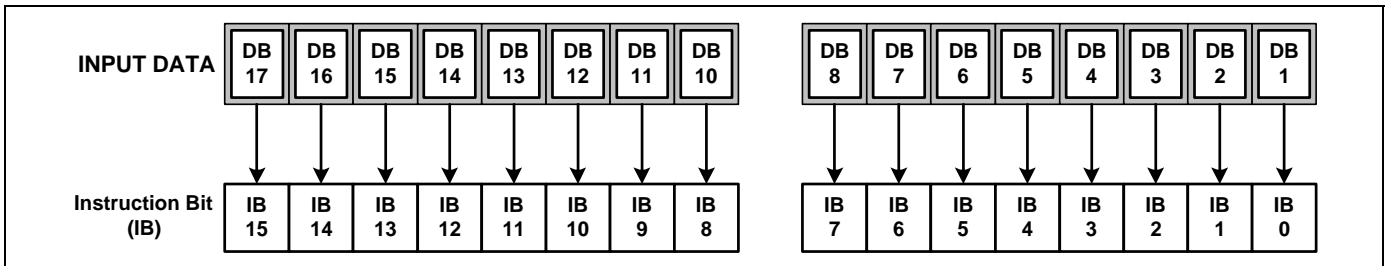 INPUT DATA
DB 17 DB 16 DB 15 DB 14 DB 13 DB 12 DB 11 DB 10 DB 8 DB 7 DB 6 DB 5 DB 4 DB 3 DB 2 DB 1
Instruction Bit (IB)
IB 15 IB 14 IB 13 IB 12 IB 11 IB 10 IB 9 IB 8 IB 7 IB 6 IB 5 IB 4 IB 3 IB 2 IB 1 IB 0